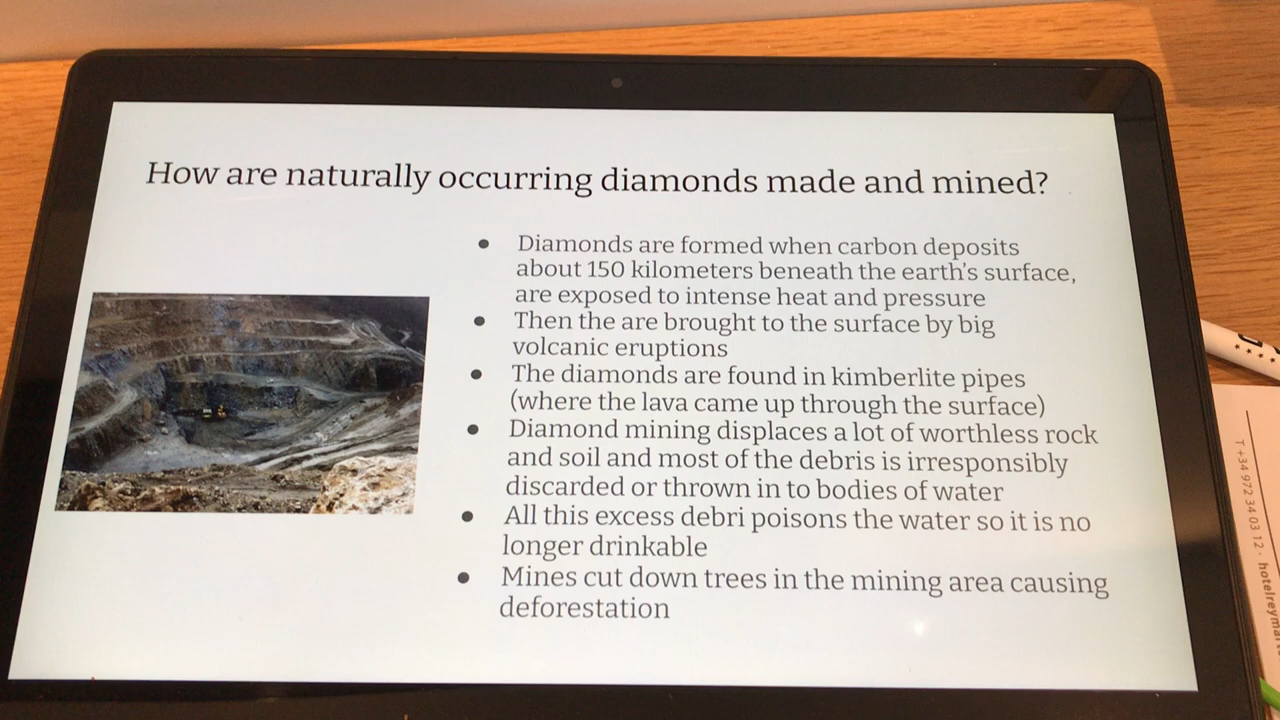 How are naturally occurring diamonds made and mined?
● Diamonds are formed when carbon deposits
about 150 kilometers beneath the earth's surface,
are exposed to intense heat and pressure
● Then the are brought to the surface by big
volcanic eruptions
● The diamonds are found in kimberlite pipes
(where the lava came up through the surface)
● Diamond mining displaces a lot of worthless rock
and soil and most of the debris is irresponsibly
discarded or thrown in to bodies of water
● All this excess debri poisons the water so it is no
longer drinkable
● Mines cut down trees in the mining area causing
deforestation
T +34 972 34 03 12 ·